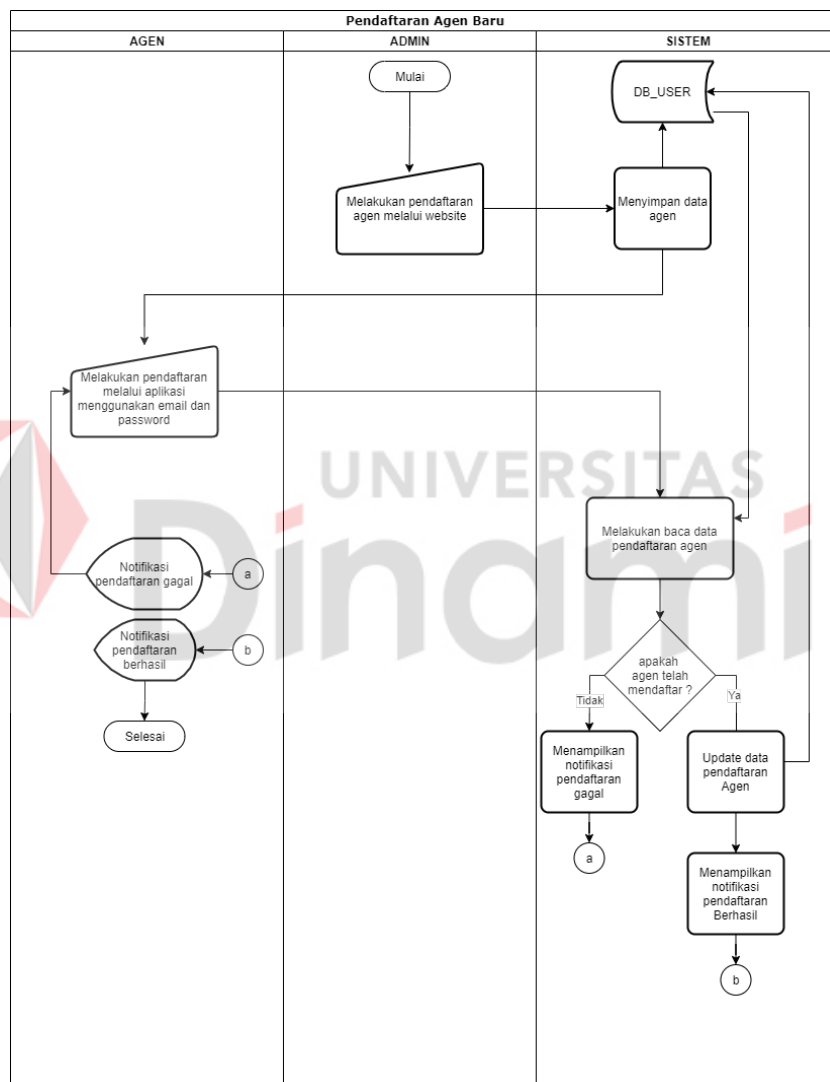 Pendaftaran Agen Baru
AGEN
ADMIN
SISTEM
Mulai
DB_USER
Melakukan pendaftaran
agen melalui website
Menyimpan data
agen
Melakukan pendaftaran
melalui aplikasi
menggunakan email dan
password
UNIVERSITAS
Dinami
Melakukan baca data
pendaftaran agen
Notifikasi
pendaftaran gagal
a
Notifikasi
pendaftaran
berhasil
b
Selesai
apakah
agen telah
mendaftar ?
Tidak
Ya
Menampilkan
notifikasi
pendaftaran
gagal
Update data
pendaftaran
Agen
a
Menampilkan
notifikasi
pendaftaran
Berhasil
b